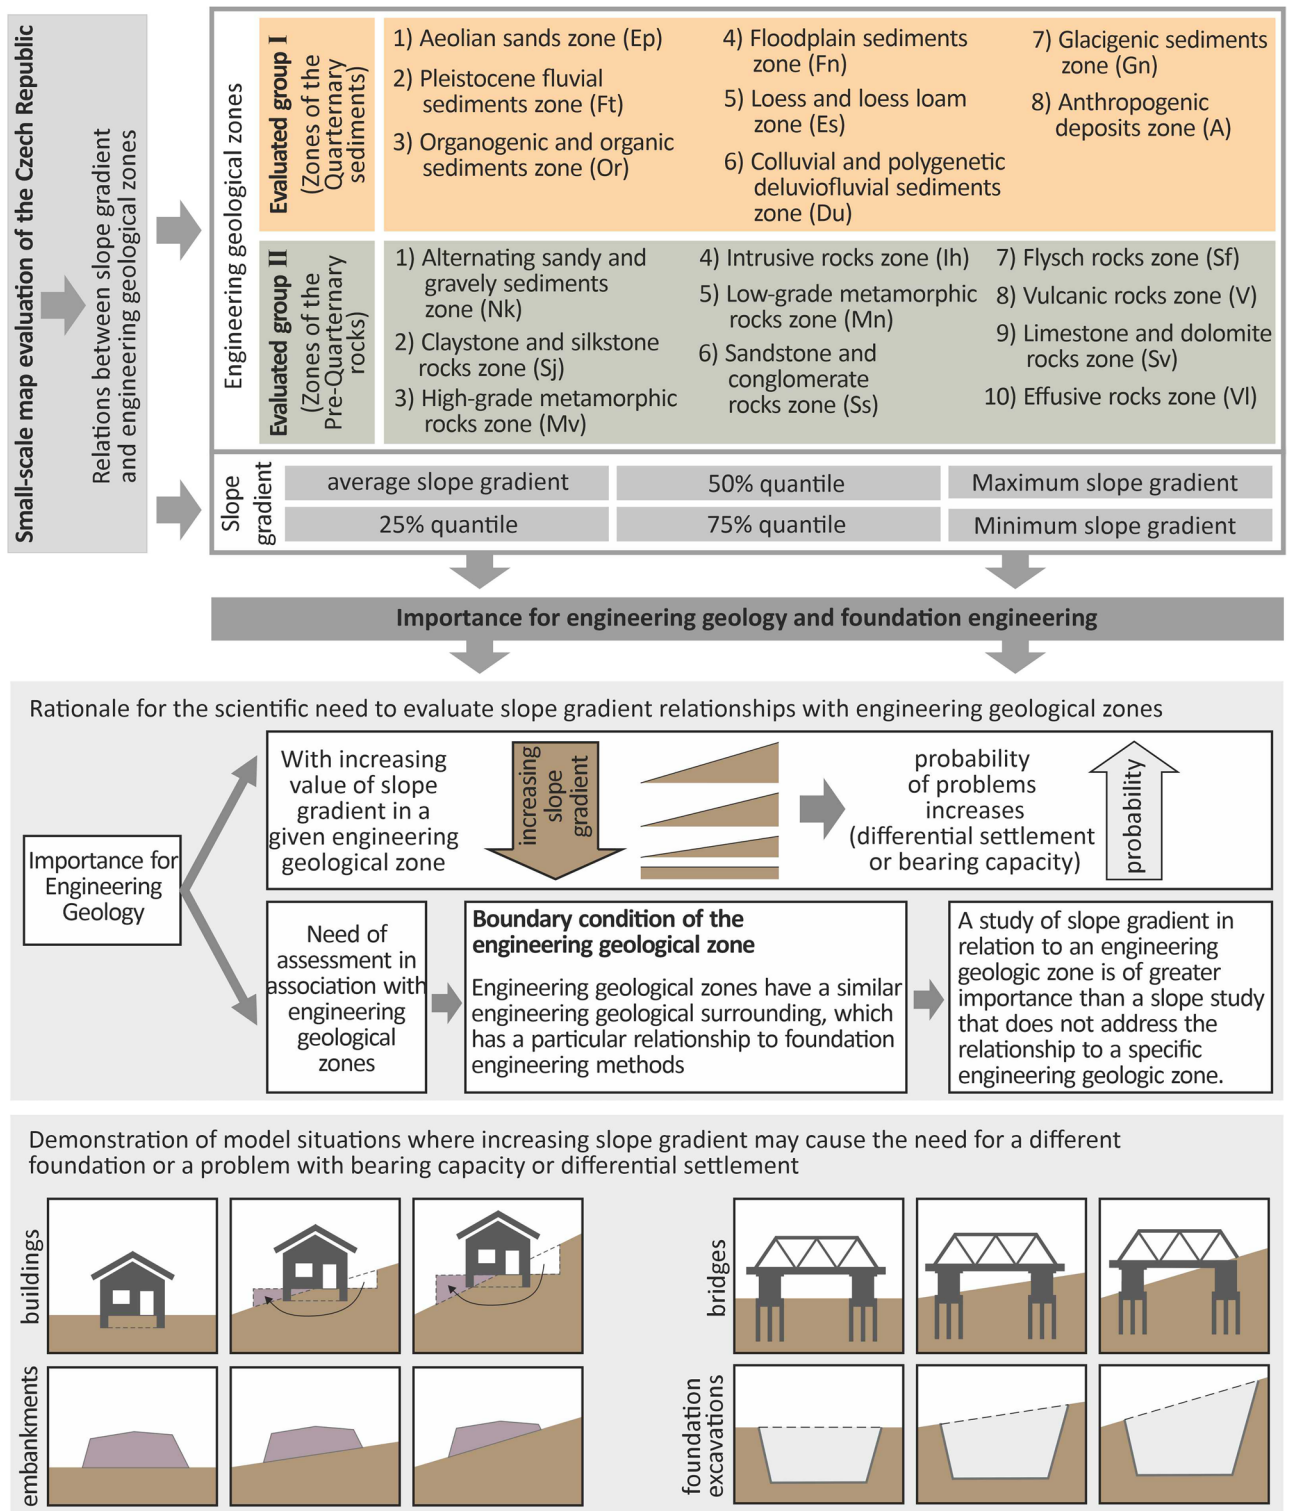 Small-scale map evaluation of the Czech Republic
Relations between slope gradient
and engineering geological zones
Engineering geological zones
Evaluated group I
(Zones of the
Quarternary
sediments)
1) Aeolian sands zone (Ep)
2) Pleistocene fluvial
sediments zone (Ft)
3) Organogenic and organic
sediments zone (Or)
4) Floodplain sediments
zone (Fn)
5) Loess and loess loam
zone (Es)
6) Colluvial and polygenetic
deluviofluvial sediments
zone (Du)
7) Glacigenic sediments
zone (Gn)
8) Anthropogenic
deposits zone (A)
Evaluated group II
(Zones of the
Pre-Quarternary
rocks)
1) Alternating sandy and
gravely sediments
zone (Nk)
2) Claystone and silkstone
rocks zone (Sj)
3) High-grade metamorphic
rocks zone (Mv)
4) Intrusive rocks zone (Ih)
5) Low-grade metamorphic
rocks zone (Mn)
6) Sandstone and
conglomerate
rocks zone (Ss)
7) Flysch rocks zone (Sf)
8) Vulcanic rocks zone (V)
9) Limestone and dolomite
rocks zone (Sv)
10) Effusive rocks zone (Vl)
Slope
gradient
average slope gradient
50% quantile
Maximum slope gradient
25% quantile
75% quantile
Minimum slope gradient
Importance for engineering geology and foundation engineering
Rationale for the scientific need to evaluate slope gradient relationships with engineering geological zones
Importance for
Engineering
Geology
With increasing
value of slope
gradient in a
given engineering
geological zone
increasing
slope
gradient
probability
of problems
increases
(differential settlement
or bearing capacity)
probability
Need of
assessment in
association with
engineering
geological
zones
Boundary condition of the
engineering geological zone
Engineering geological zones have a similar
engineering geological surrounding, which
has a particular relationship to foundation
engineering methods
A study of slope gradient in
relation to an engineering
geologic zone is of greater
importance than a slope study
that does not address the
relationship to a specific
engineering geologic zone.
Demonstration of model situations where increasing slope gradient may cause the need for a different
foundation or a problem with bearing capacity or differential settlement
buildings
bridges
embankments
foundation
excavations